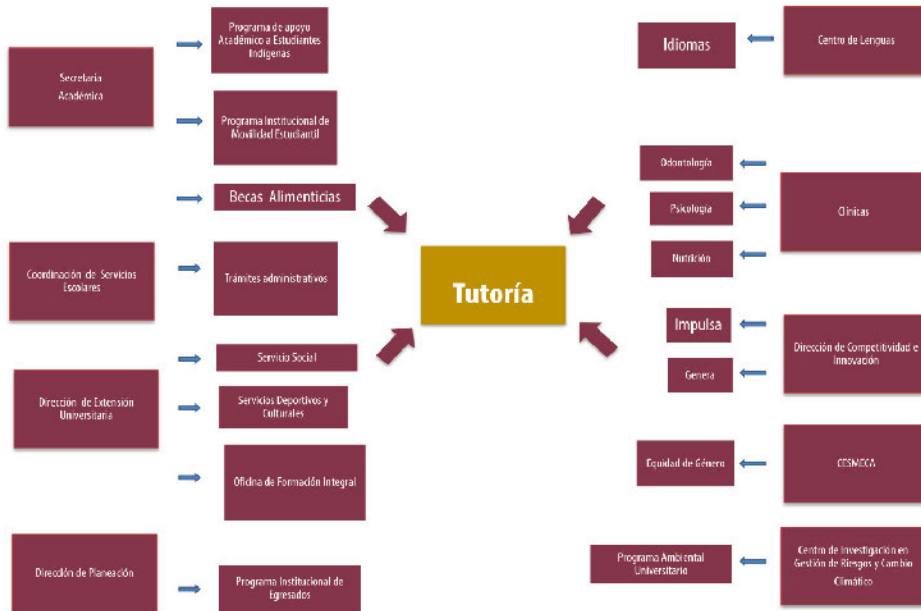 Secretaria
Académica
Programa de apoyo
Académico a Estudiantes
Indígenas
Programa Institucional de
Movilidad Estudiantil
Becas Alimenticias
Coordinación de Servicios
Escolares
Trámites administrativos
Dirección de Extensión
Universitaria
Servicio Social
Servicios Deportivos y
Culturales
Oficina de Formación Integral
Dirección de Planeación
Programa Institucional de
Egresados
Tutoría
Idiomas
Centro de Lenguas
Odontología
Psicología
Nutrición
Clínicas
Impulsa
Genera
Dirección de Competitividad e
Innovación
Equidad de Género
CESMECA
Programa Ambiental
Universitario
Centro de Investigación en
Gestión de Riesgos y Cambio
Climático